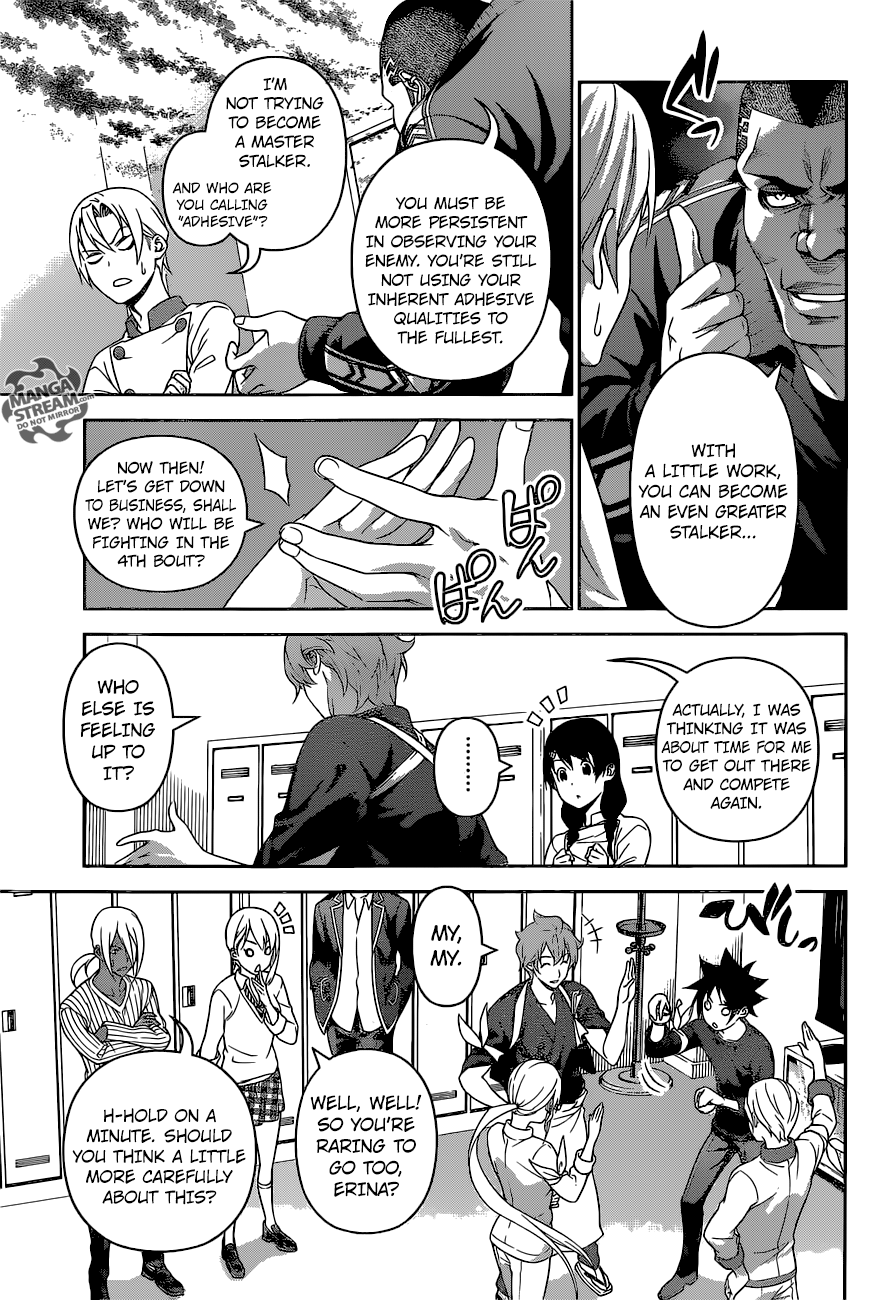 ズッ
WITH
A LITTLE WORK,
YOU CAN BECOME
AN EVEN GREATER
STALKER...
YOU MUST BE
MORE PERSISTENT
IN OBSERVING YOUR
ENEMY. YOU'RE STILL
NOT USING YOUR
INHERENT ADHESIVE
QUALITIES TO
THE FULLEST.
I'M
NOT TRYING
TO BECOME
A MASTER
STALKER.
AND WHO ARE
YOU CALLING
"ADHESIVE"?
MANGA
STREAM.com
DO NOT MIRROR
ぱん
ぱん
NOW THEN!
LET'S GET DOWN
TO BUSINESS, SHALL
WE? WHO WILL BE
FIGHTING IN THE
4TH BOUT?
ACTUALLY, I WAS
THINKING IT WAS
ABOUT TIME FOR ME
TO GET OUT THERE
AND COMPETE
AGAIN.
.........
WHO
ELSE IS
FEELING
UP TO
IT?
びしっ
MY,
MY.
WELL, WELL!
SO YOU'RE
RARING TO
GO TOO,
ERINA?
H-HOLD ON A
MINUTE. SHOULD
YOU THINK A LITTLE
MORE CAREFULLY
ABOUT THIS?